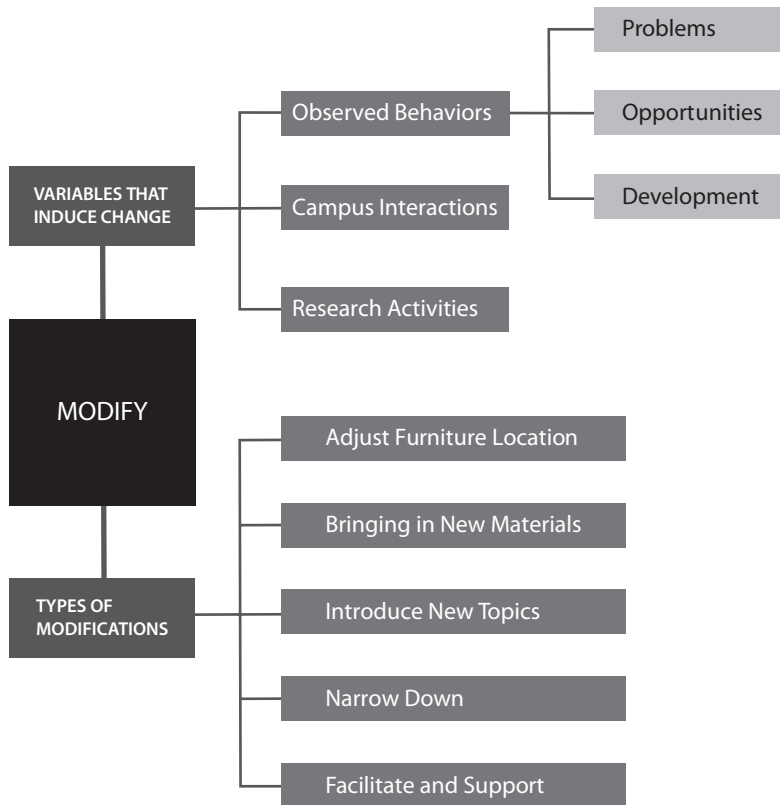 Problems
Observed Behaviors
Opportunities
Development
VARIABLES THAT
INDUCE CHANGE
Campus Interactions
Research Activities
MODIFY
Adjust Furniture Location
Bringing in New Materials
TYPES OF
MODIFICATIONS
Introduce New Topics
Narrow Down
Facilitate and Support